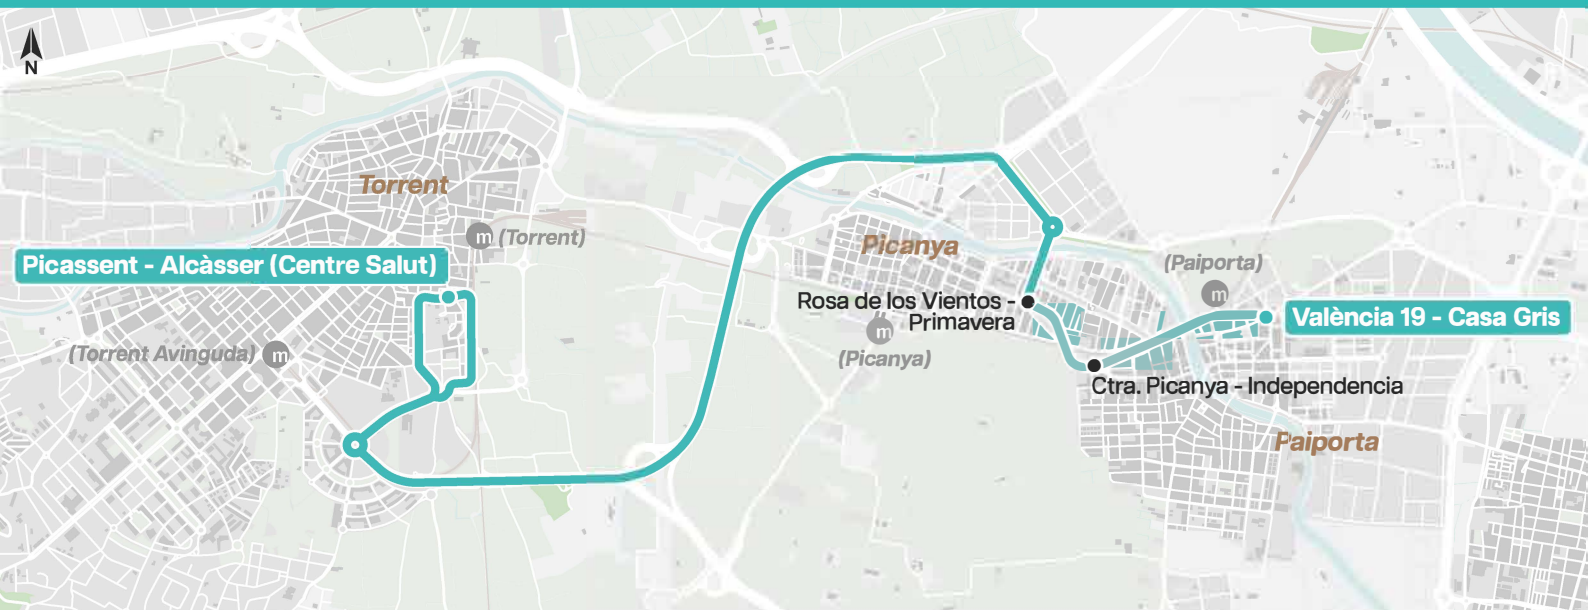 N
Torrent
m (Torrent)
Picassent - Alcàsser (Centre Salut)
Picanya
(Paiporta)
m
Rosa de los Vientos -
Primavera
València 19 - Casa Gris
m
(Picanya)
(Torrent Avinguda) m
Ctra. Picanya - Independencia
Paiporta